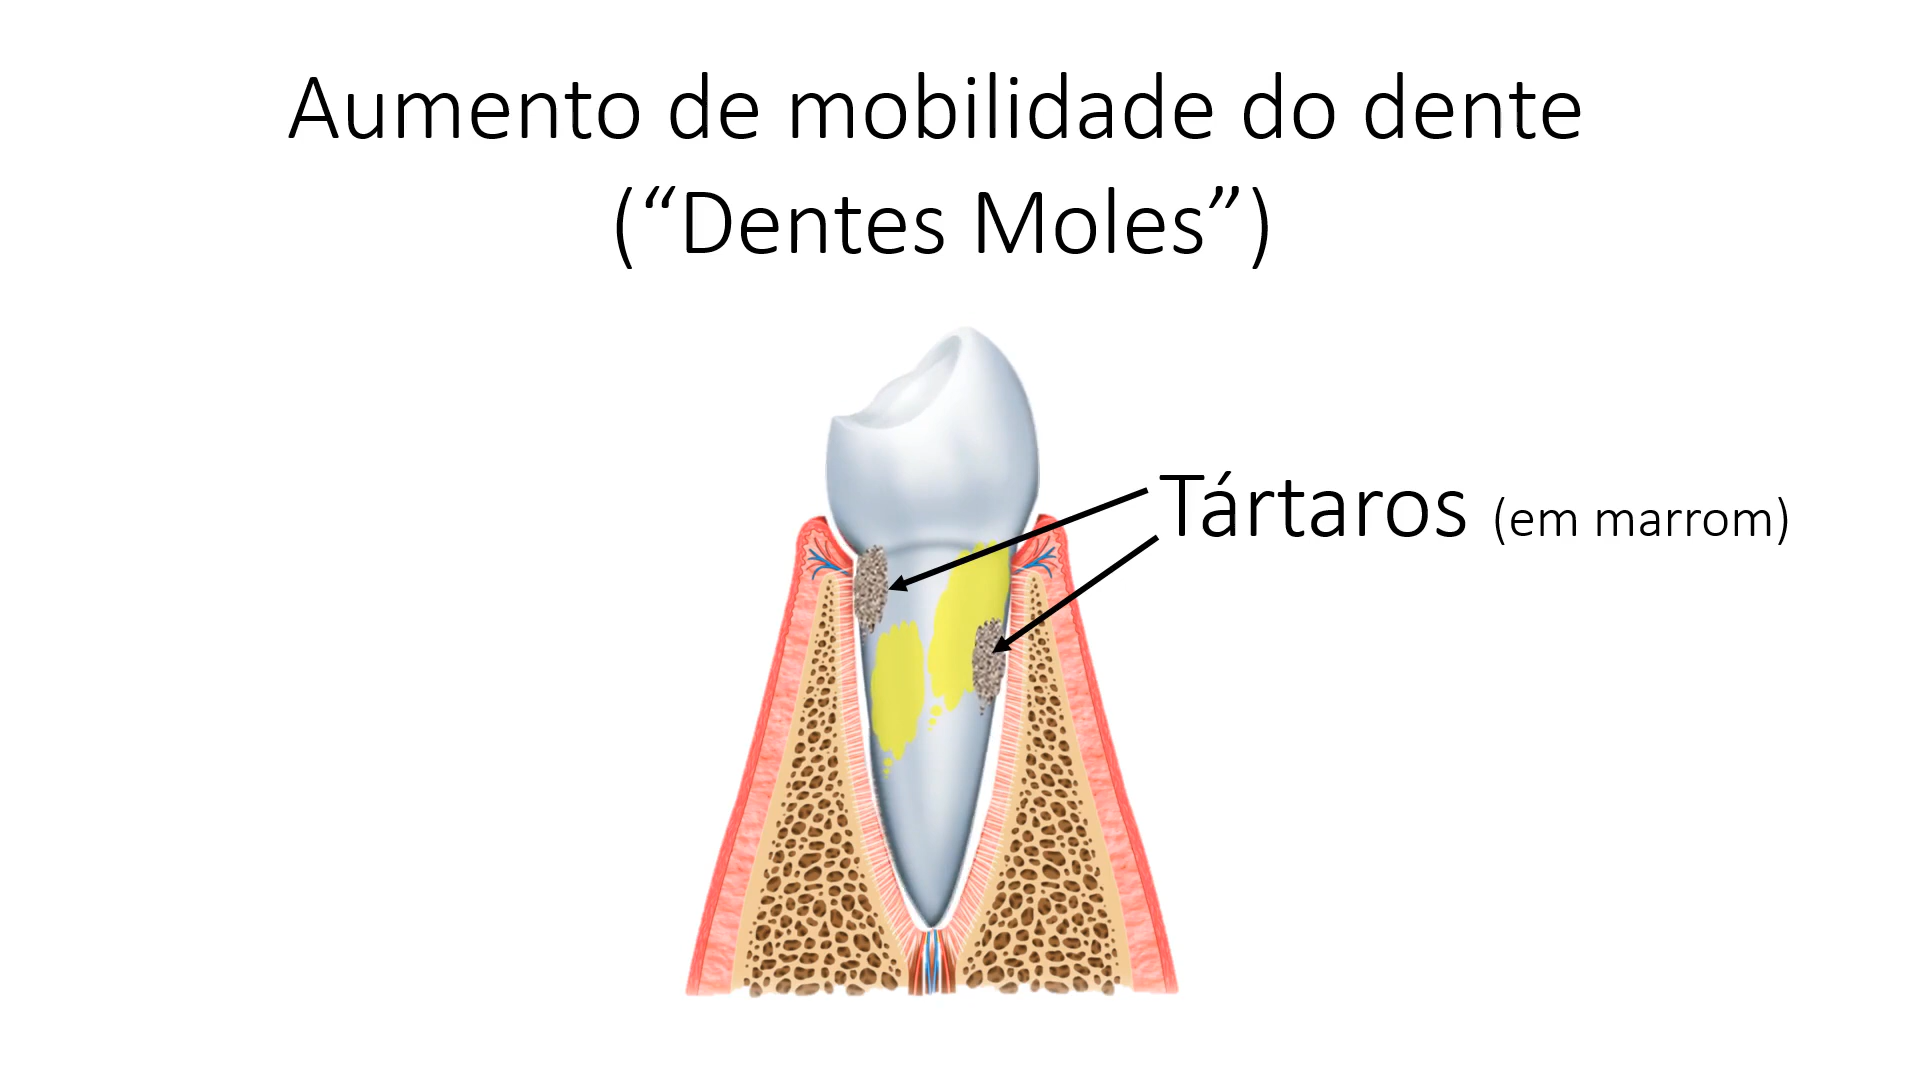 Aumento de mobilidade do dente
(“Dentes Moles”)
Tártaros (em marrom)